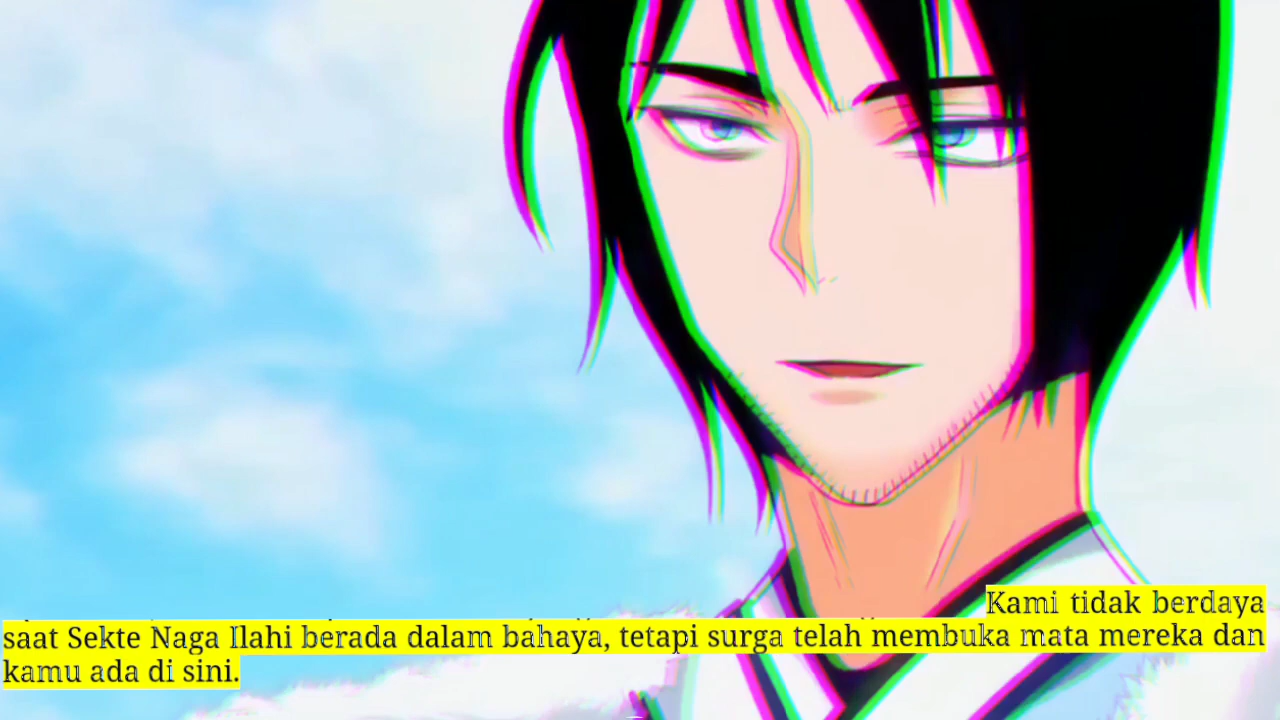 Kami tidak berdaya
saat Sekte Naga Ilahi berada dalam bahaya, tetapi surga telah membuka mata mereka dan
kamu ada di sini.